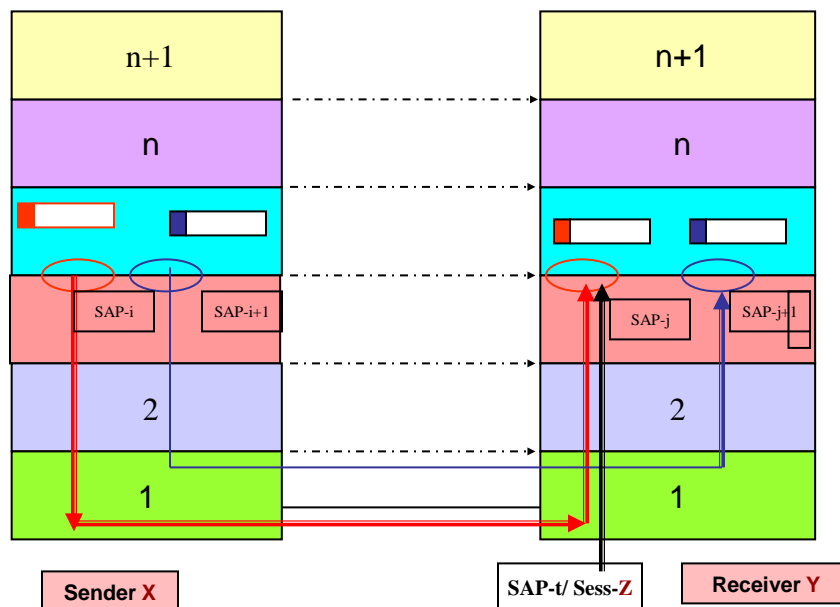 n+1
n+1
n
n
SAP-i
SAP-i+1
SAP-j
SAP-j+1
2
2
1
1
Sender X
SAP-t/ Sess-Z
Receiver Y